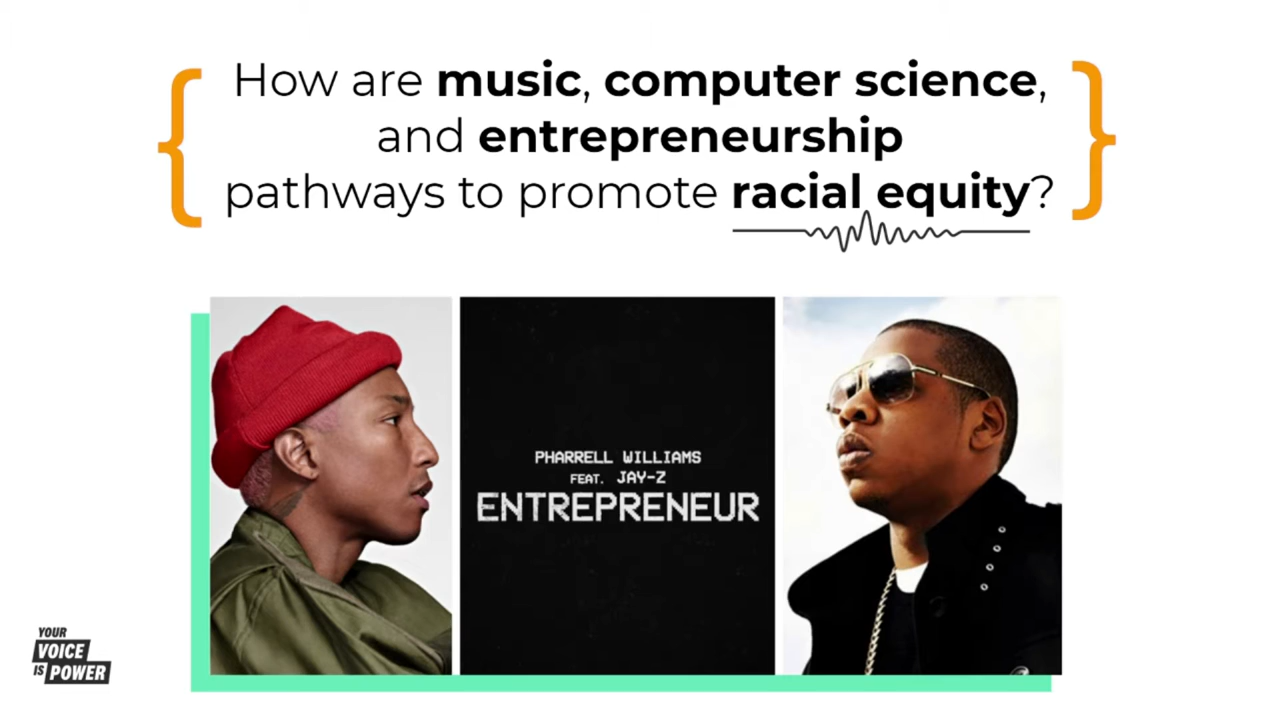 How are music, computer science,
and entrepreneurship
pathways to promote racial equity?
PHARRELL WILLIAMS
FEAT. JAY-Z
ENTREPRENEUR
YOUR
VOICE
IS POWER